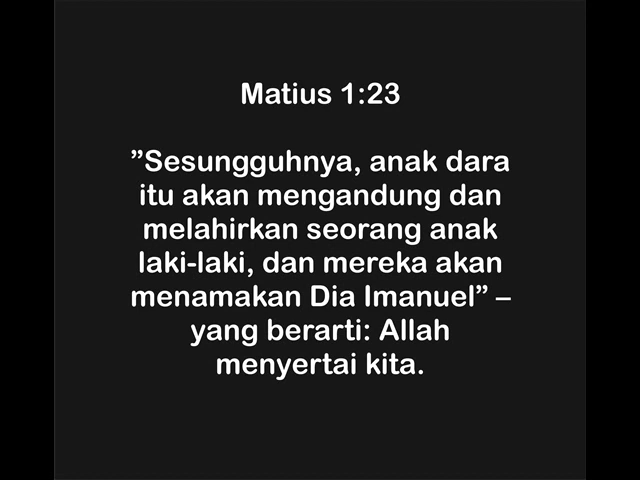 Matius 1:23
”Sesungguhnya, anak dara
itu akan mengandung dan
melahirkan seorang anak
laki-laki, dan mereka akan
menamakan Dia Imanuel” –
yang berarti: Allah
menyertai kita.